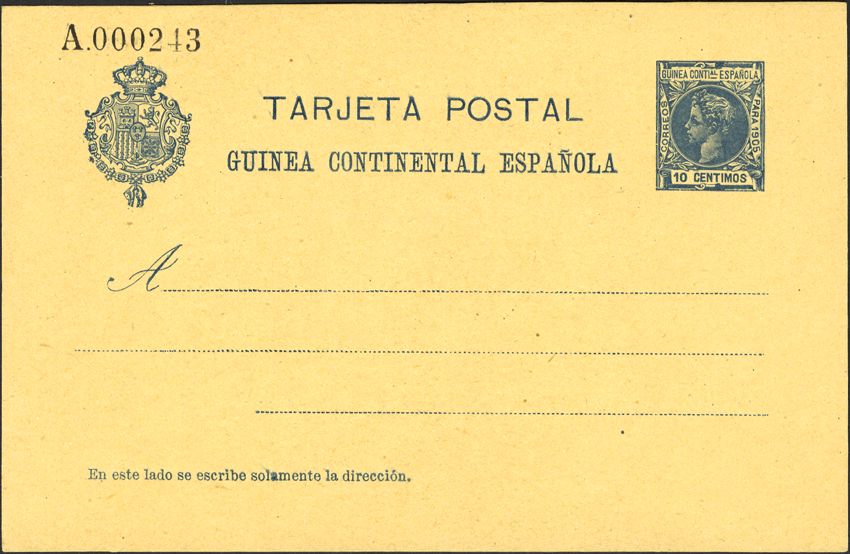 A.000243
TARJETA POSTAL
GUINEA CONTINENTAL ESPAÑOLA
GUINEA CONTIAL ESPAÑOLA
CORREOS
PARA 1905
10 CENTIMOS
A
En este lado se escribe solamente la dirección.